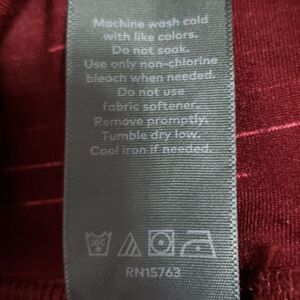 Machine wash cold
with like colors.
Do not soak.
Use only non-chlorine
bleach when needed.
Do not use
fabric softener.
Remove promptly.
Tumble dry low.
Cool iron if needed.
30°C
RN15763